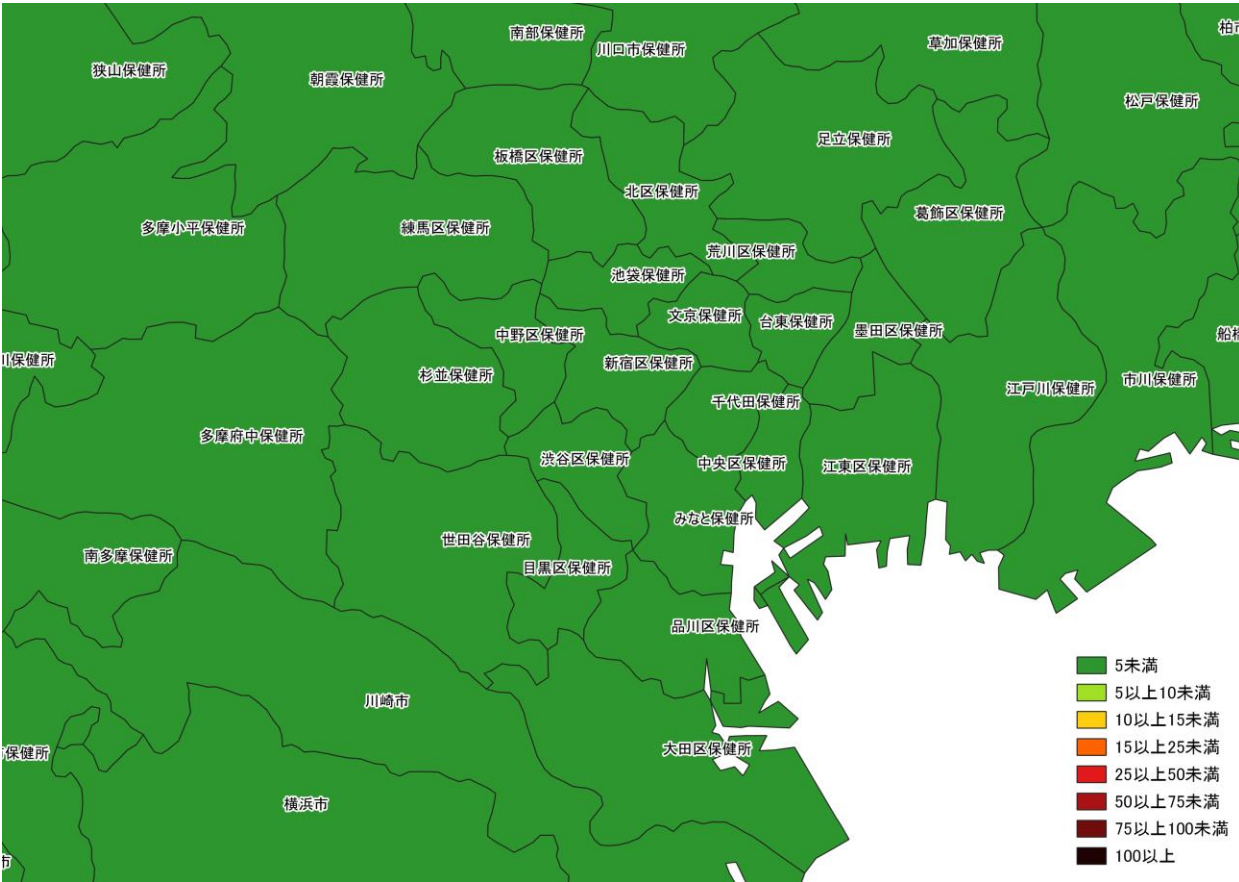 南部保健所
川口市保健所
草加保健所
柏市
狭山保健所
朝霞保健所
松戸保健所
板橋区保健所
足立保健所
北区保健所
多摩小平保健所
練馬区保健所
葛飾区保健所
荒川区保健所
池袋保健所
文京保健所
台東保健所
墨田区保健所
中野区保健所
船橋
川保健所
杉並保健所
新宿区保健所
江戸川保健所
市川保健所
千代田保健所
多摩府中保健所
渋谷区保健所
中央区保健所
江東区保健所
みなと保健所
世田谷保健所
南多摩保健所
目黒区保健所
品川区保健所
川崎市
大田区保健所
保健所
横浜市
市
5未満
5以上10未満
10以上15未満
15以上25未満
25以上50未満
50以上75未満
75以上100未満
100以上